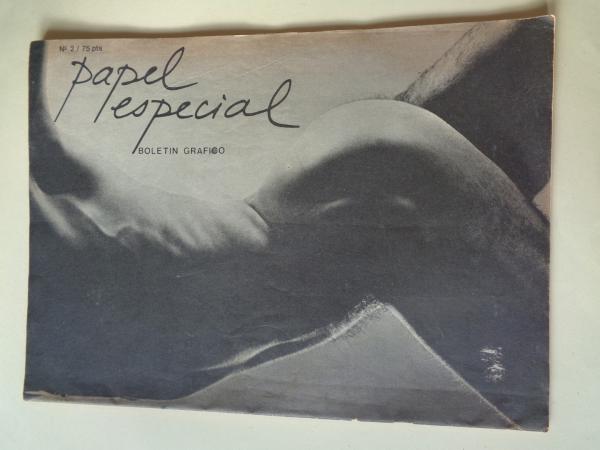 Nº 2 / 75 pts
papel
especial
BOLETIN GRAFICO